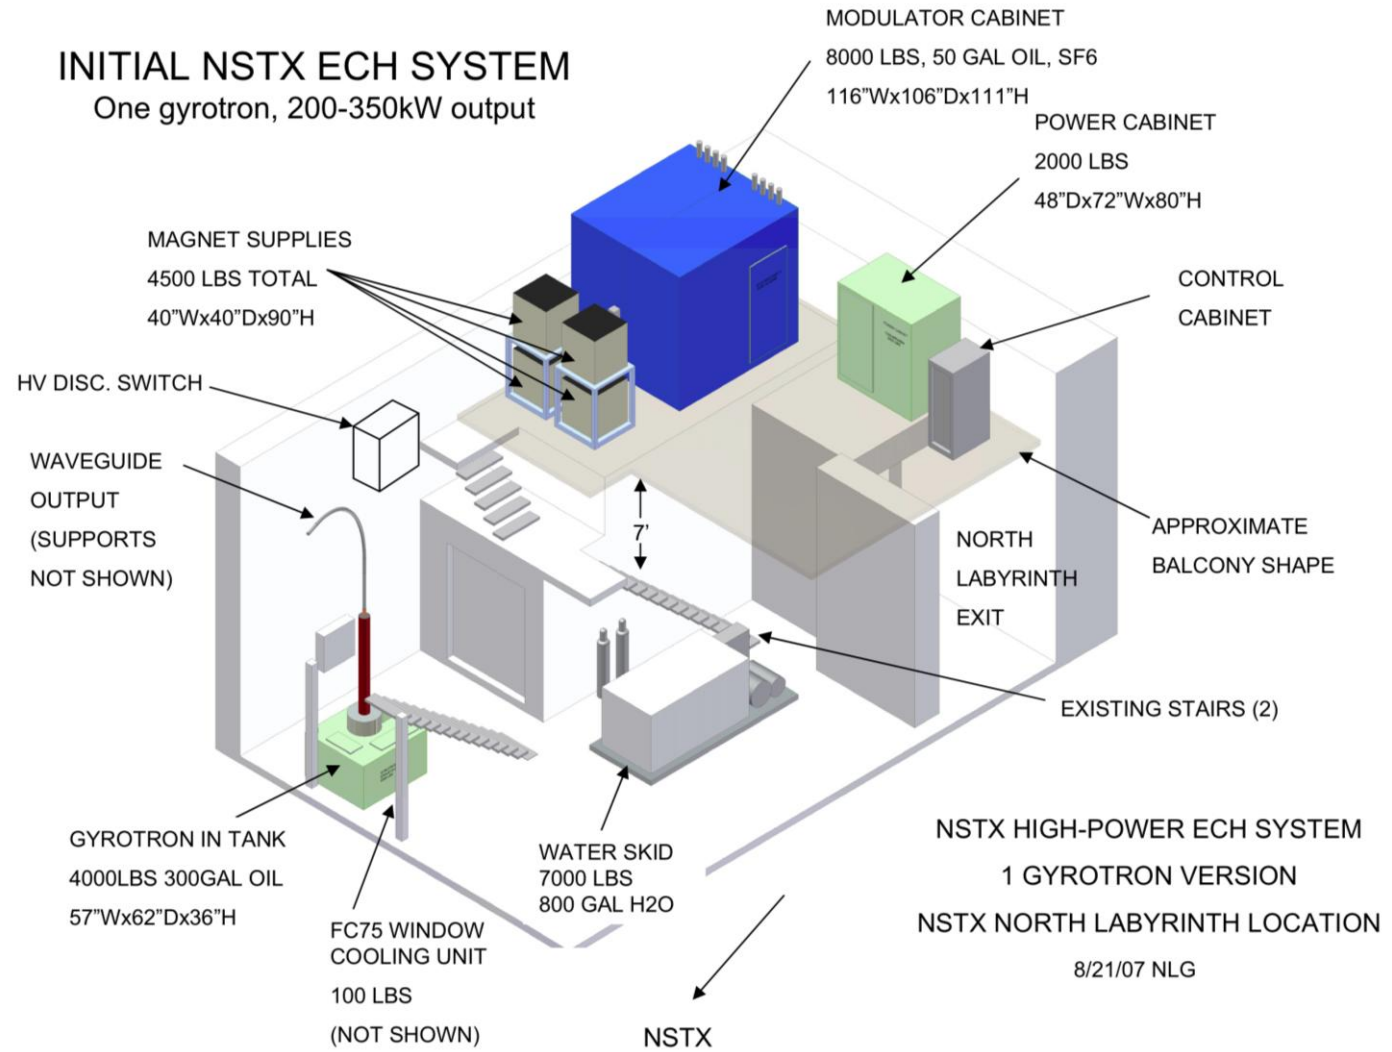 INITIAL NSTX ECH SYSTEM
One gyrotron, 200-350kW output
MODULATOR CABINET
8000 LBS, 50 GAL OIL, SF6
116”Wx106”Dx111”H
POWER CABINET
2000 LBS
48”Dx72”Wx80”H
MAGNET SUPPLIES
4500 LBS TOTAL
40”Wx40”Dx90”H
CONTROL
CABINET
HV DISC. SWITCH
WAVEGUIDE
OUTPUT
(SUPPORTS
NOT SHOWN)
7’
NORTH
LABYRINTH
EXIT
APPROXIMATE
BALCONY SHAPE
EXISTING STAIRS (2)
GYROTRON IN TANK
4000LBS 300GAL OIL
57”Wx62”Dx36”H
FC75 WINDOW
COOLING UNIT
100 LBS
(NOT SHOWN)
WATER SKID
7000 LBS
800 GAL H2O
NSTX
NSTX HIGH-POWER ECH SYSTEM
1 GYROTRON VERSION
NSTX NORTH LABYRINTH LOCATION
8/21/07 NLG